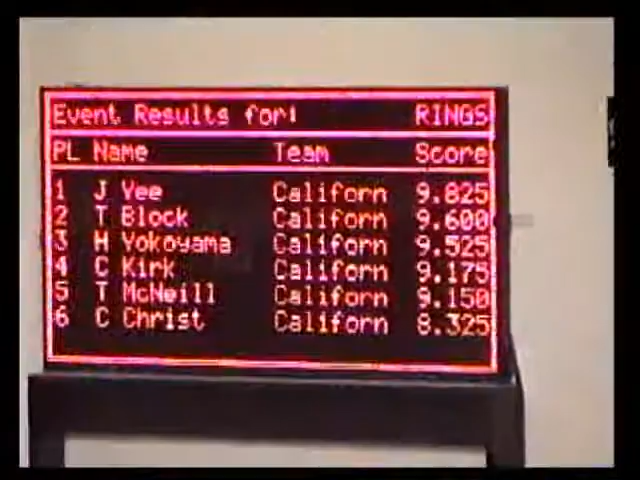 Event Results for: RINGS
PL Name Team Score
1 J Yee Californ 9.825
2 T Block Californ 9.600
3 H Yokoyama Californ 9.525
4 C Kirk Californ 9.175
5 T McNeill Californ 9.150
6 C Christ Californ 8.325